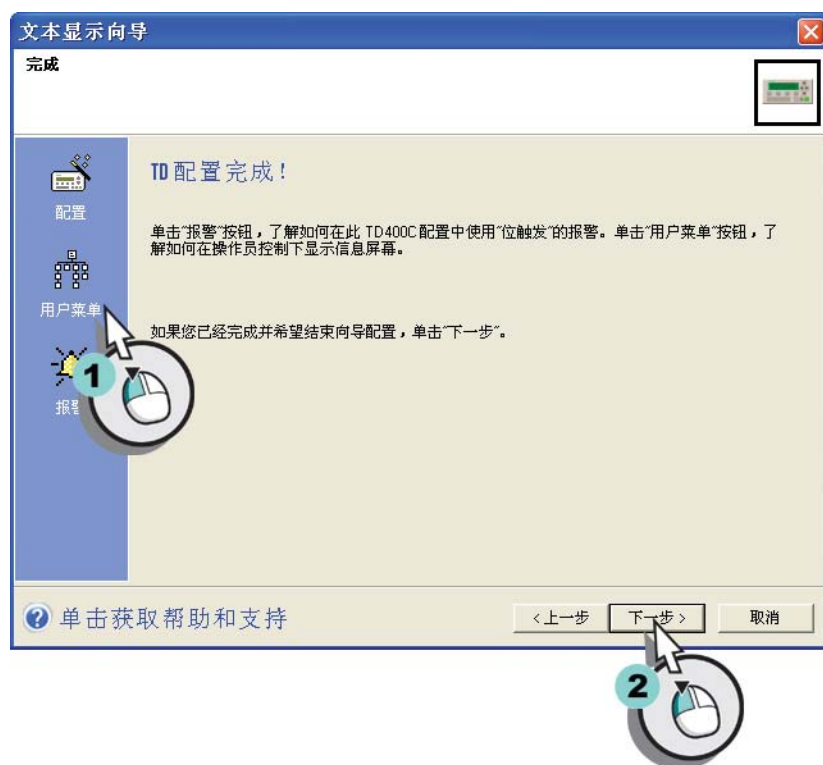 文本显示向导
完成
配置
用户菜单
报警
TD 配置完成！
单击"报警"按钮，了解如何在此 TD400C 配置中使用"位触发"的报警。单击"用户菜单"按钮，了
解如何在操作员控制下显示信息屏幕。
如果您已经完成并希望结束向导配置，单击"下一步"。
1
单击获取帮助和支持
<上一步
下一步>
取消
2